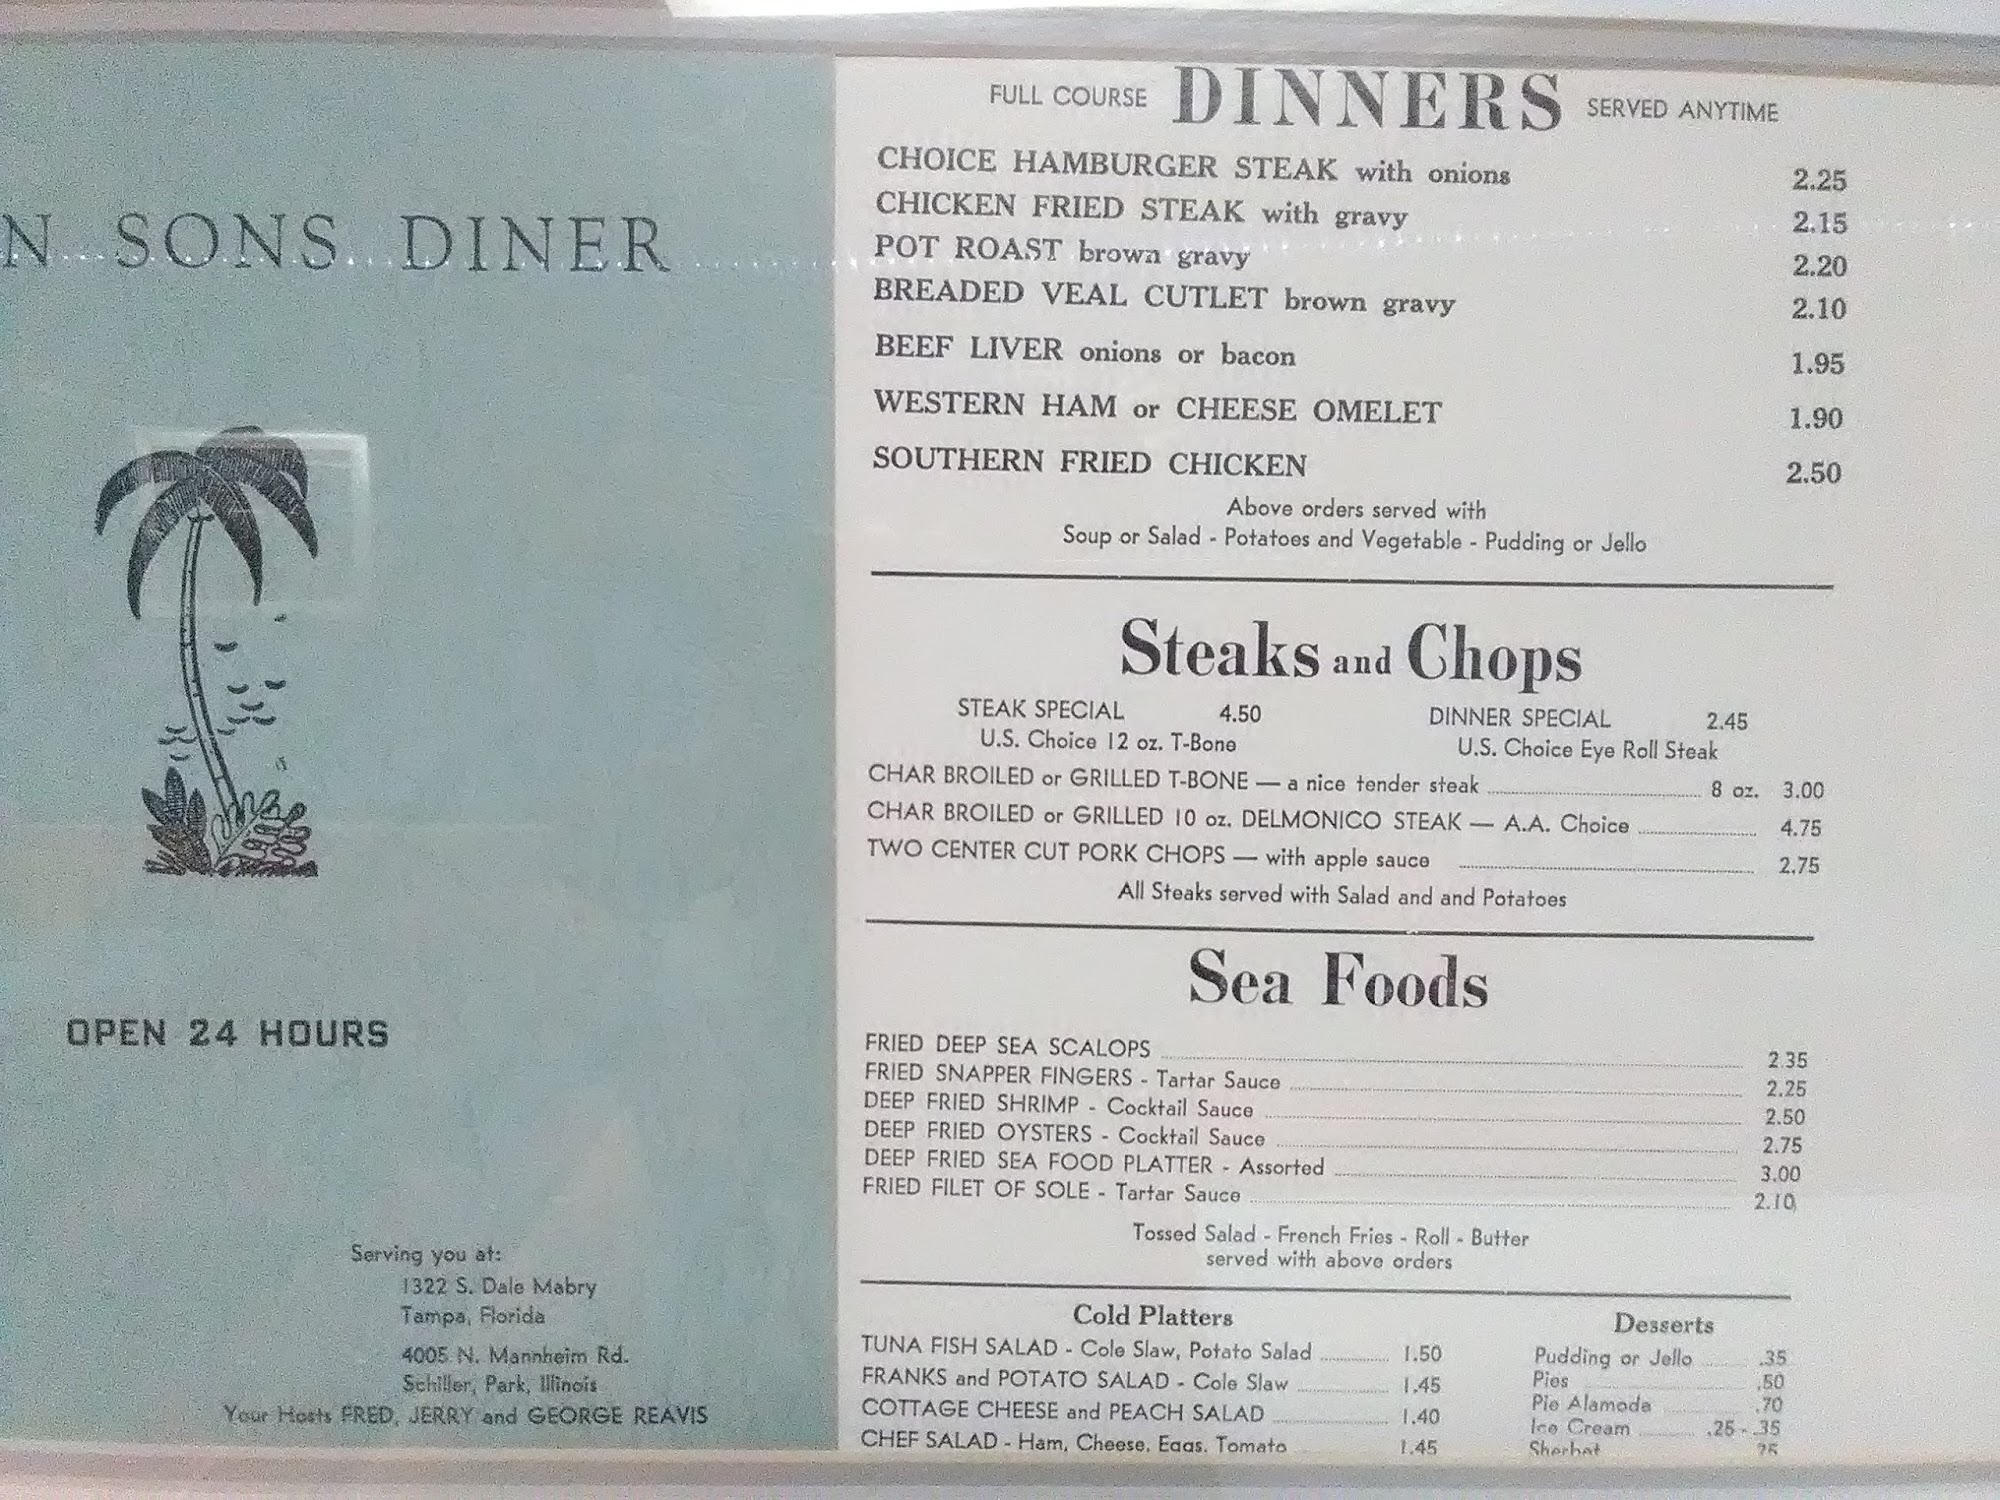 N SONS DINER
OPEN 24 HOURS
Serving you at:
1322 S. Dale Mabry
Tampa, Florida
4005 N. Mannheim Rd.
Schiller, Park, Illinois
Your Hosts FRED, JERRY and GEORGE REAVIS
FULL COURSE DINNERS SERVED ANYTIME
CHOICE HAMBURGER STEAK with onions 2.25
CHICKEN FRIED STEAK with gravy 2.15
POT ROAST brown gravy 2.20
BREADED VEAL CUTLET brown gravy 2.10
BEEF LIVER onions or bacon 1.95
WESTERN HAM or CHEESE OMELET 1.90
SOUTHERN FRIED CHICKEN 2.50
Above orders served with
Soup or Salad - Potatoes and Vegetable - Pudding or Jello
Steaks and Chops
STEAK SPECIAL 4.50
U.S. Choice 12 oz. T-Bone
DINNER SPECIAL 2.45
U.S. Choice Eye Roll Steak
CHAR BROILED or GRILLED T-BONE — a nice tender steak 8 oz. 3.00
CHAR BROILED or GRILLED 10 oz. DELMONICO STEAK — A.A. Choice 4.75
TWO CENTER CUT PORK CHOPS — with apple sauce 2.75
All Steaks served with Salad and and Potatoes
Sea Foods
FRIED DEEP SEA SCALOPS 2.35
FRIED SNAPPER FINGERS - Tartar Sauce 2.25
DEEP FRIED SHRIMP - Cocktail Sauce 2.50
DEEP FRIED OYSTERS - Cocktail Sauce 2.75
DEEP FRIED SEA FOOD PLATTER - Assorted 3.00
FRIED FILET OF SOLE - Tartar Sauce 2.10
Tossed Salad - French Fries - Roll - Butter
served with above orders
Cold Platters
TUNA FISH SALAD - Cole Slaw, Potato Salad 1.50
FRANKS and POTATO SALAD - Cole Slaw 1.45
COTTAGE CHEESE and PEACH SALAD 1.40
CHEF SALAD - Ham, Cheese, Eggs, Tomato 1.45
Desserts
Pudding or Jello .35
Pies .50
Pie Alamode .70
Ice Cream .25 - .35
Sherbet